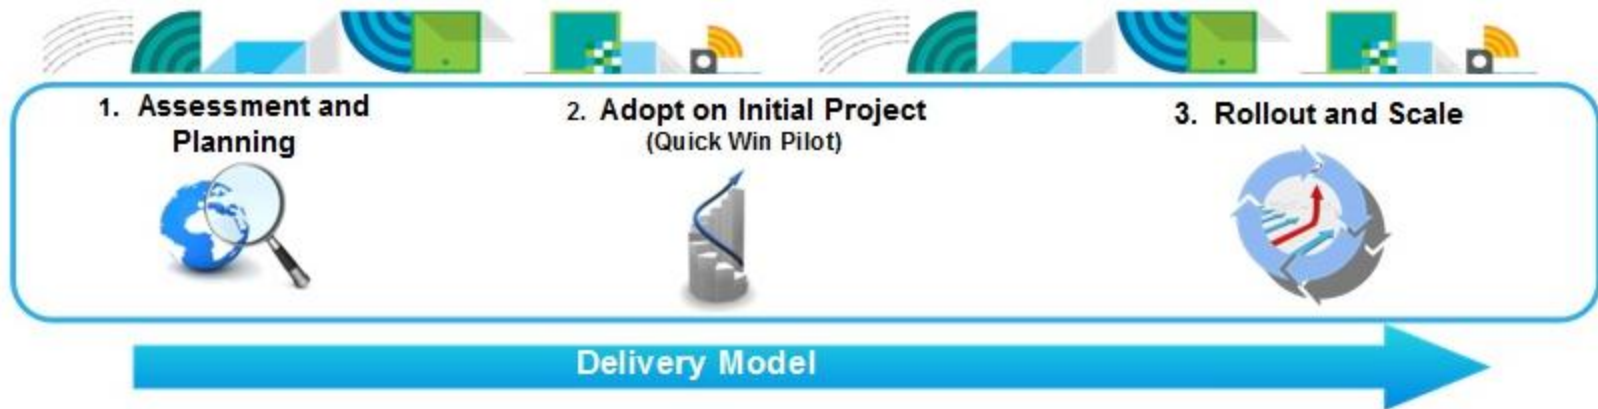 1. Assessment and
Planning
2. Adopt on Initial Project
(Quick Win Pilot)
3. Rollout and Scale
Delivery Model